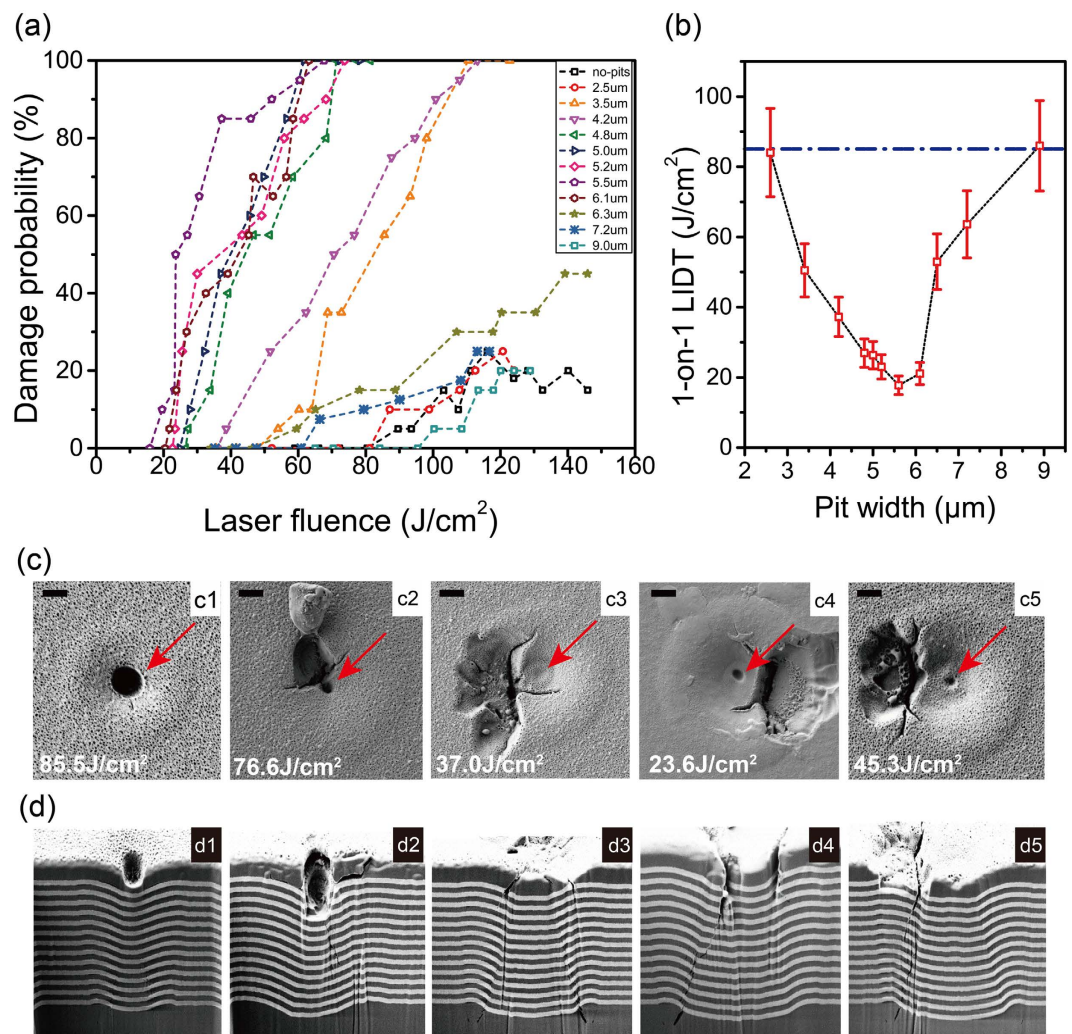 (a)
Damage probability (%)
100
80
60
40
20
0
0 20 40 60 80 100 120 140 160
Laser fluence (J/cm²)
no-pits
2.5um
3.5um
4.2um
4.8um
5.0um
5.2um
5.5um
6.1um
6.3um
7.2um
9.0um
(b)
1-on-1 LIDT (J/cm²)
100
80
60
40
20
0
2 3 4 5 6 7 8 9
Pit width (μm)
(c)
c1
85.5J/cm²
c2
76.6J/cm²
c3
37.0J/cm²
c4
23.6J/cm²
c5
45.3J/cm²
(d)
d1
d2
d3
d4
d5